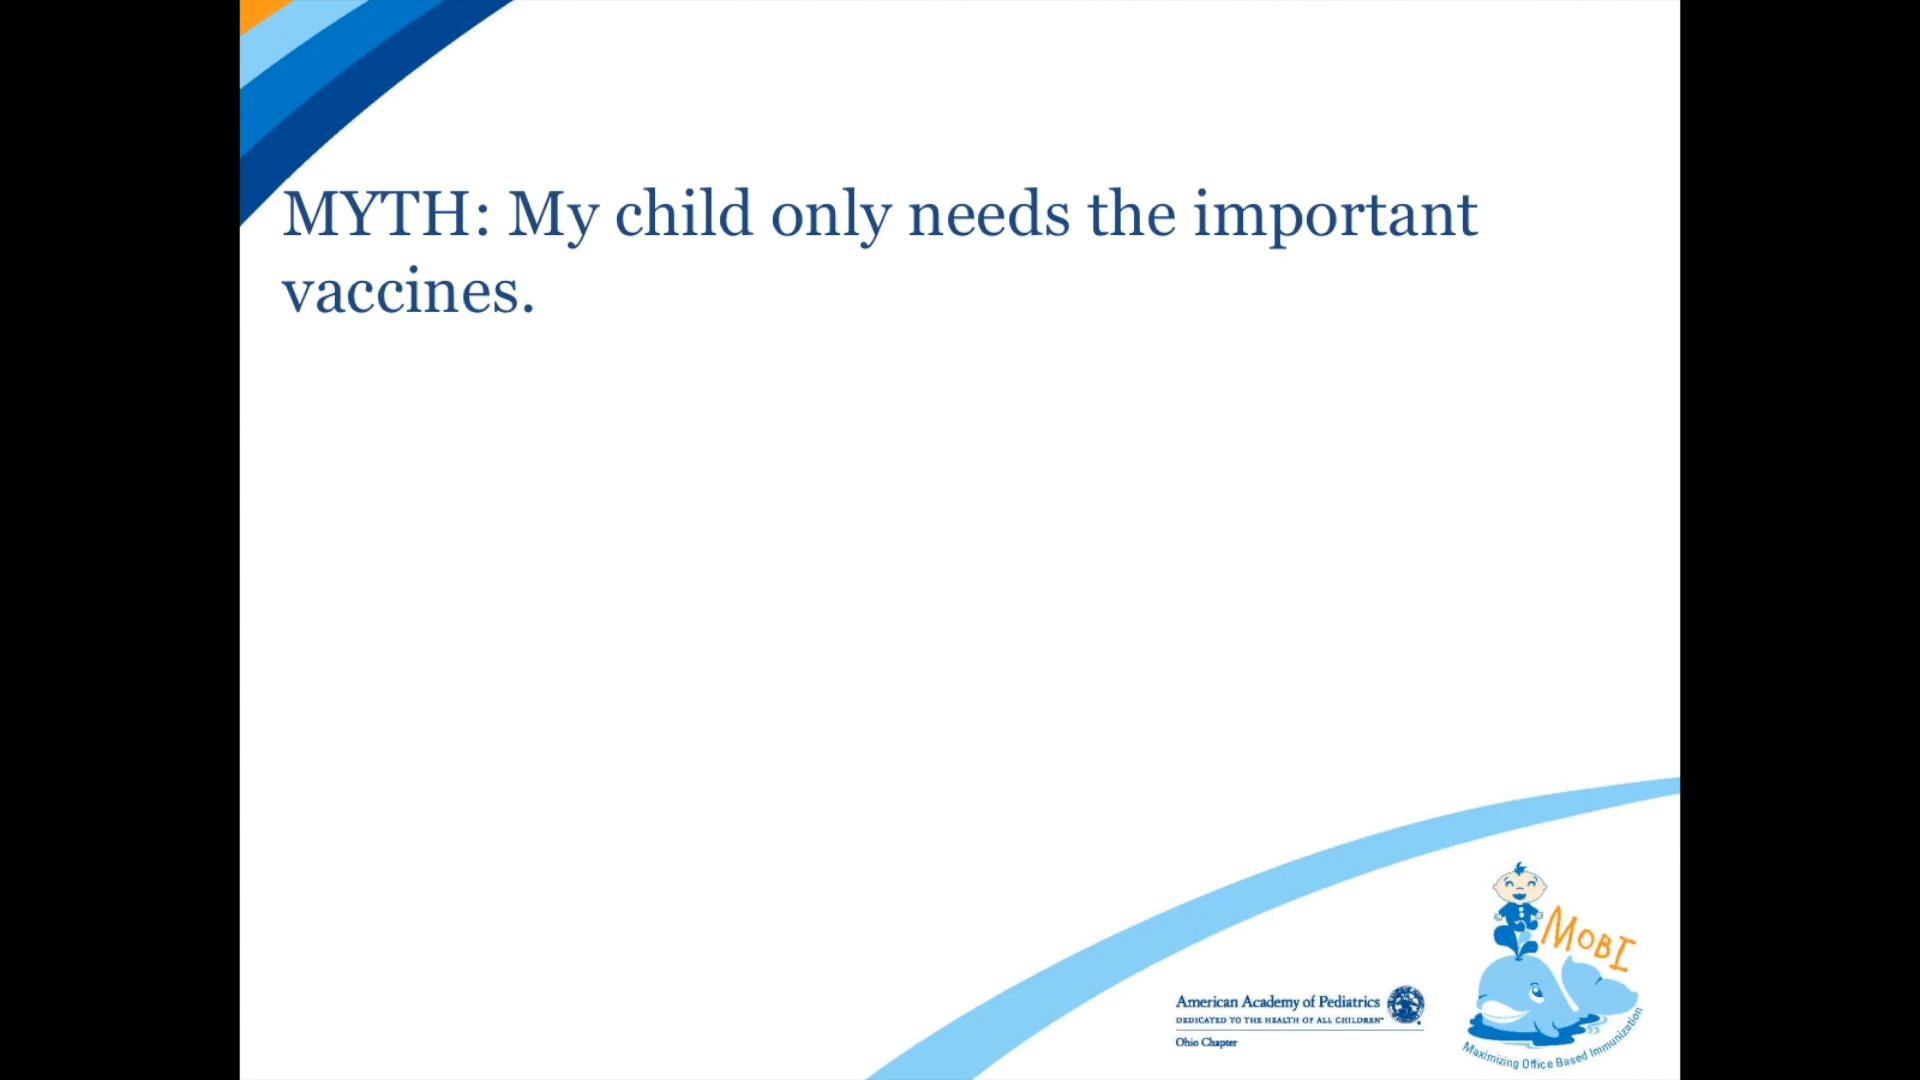 MYTH: My child only needs the important
vaccines.
MOBI
American Academy of Pediatrics
DEDICATED TO THE HEALTH OF ALL CHILDREN™
Ohio Chapter
Maximizing Office Based Immunization